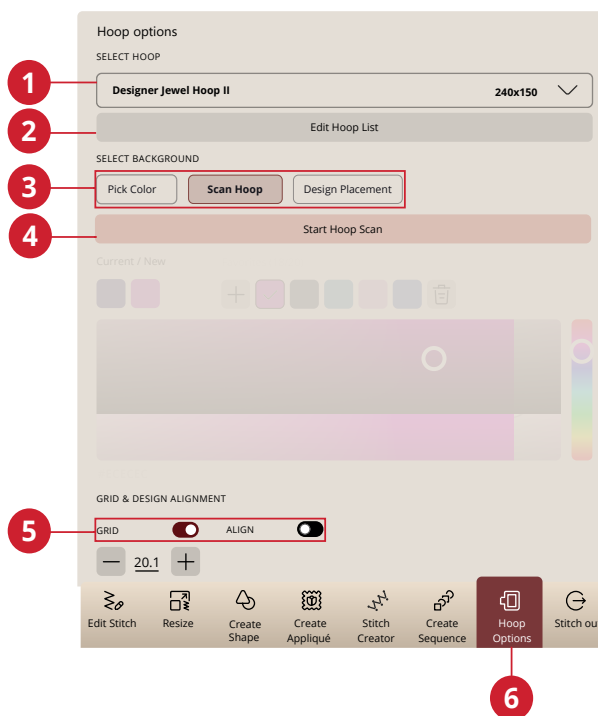 Hoop options
SELECT HOOP
1
Designer Jewel Hoop II 240x150
2
Edit Hoop List
SELECT BACKGROUND
3
Pick Color Scan Hoop Design Placement
4
Start Hoop Scan
Current / New
GRID & DESIGN ALIGNMENT
5
GRID ALIGN
20.1
Edit Stitch Resize Create Create Stitch Create Hoop Stitch ou
Shape Appliqué Creator Sequence Options
6